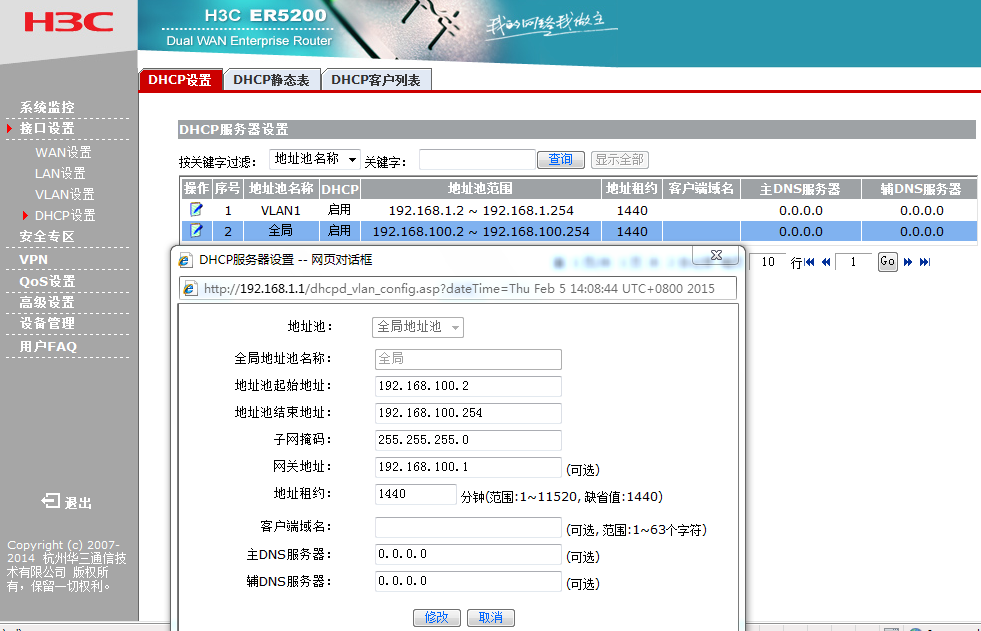 H3C
H3C ER5200
Dual WAN Enterprise Router
我的网络我做主
DHCP设置 DHCP静态表 DHCP客户列表
系统监控
接口设置
WAN设置
LAN设置
VLAN设置
DHCP设置
安全专区
VPN
QoS设置
高级设置
设备管理
用户FAQ
退出
Copyright (c) 2007-
2014 杭州华三通信技
术有限公司 版权所
有，保留一切权利。
DHCP服务器设置
按关键字过滤： 地址池名称 关键字： 查询 显示全部
操作 序号 地址池名称 DHCP 地址池范围 地址租约 客户端域名 主DNS服务器 辅DNS服务器
1 VLAN1 启用 192.168.1.2 ~ 192.168.1.254 1440 0.0.0.0 0.0.0.0
2 全局 启用 192.168.100.2 ~ 192.168.100.254 1440 0.0.0.0 0.0.0.0
10 行 1 Go
DHCP服务器设置 -- 网页对话框
http://192.168.1.1/dhcpd_vlan_config.asp?dateTime=Thu Feb 5 14:08:44 UTC+0800 2015
地址池： 全局地址池
全局地址池名称： 全局
地址池起始地址： 192.168.100.2
地址池结束地址： 192.168.100.254
子网掩码： 255.255.255.0
网关地址： 192.168.100.1 (可选)
地址租约： 1440 分钟(范围:1~11520, 缺省值:1440)
客户端域名： (可选, 范围:1~63个字符)
主DNS服务器： 0.0.0.0 (可选)
辅DNS服务器： 0.0.0.0 (可选)
修改 取消